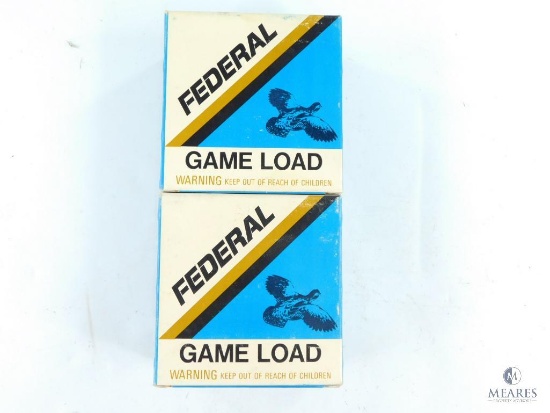 FEDERAL
GAME LOAD
WARNING KEEP OUT OF REACH OF CHILDREN
FEDERAL
GAME LOAD
WARNING KEEP OUT OF REACH OF CHILDREN
M
MEARES